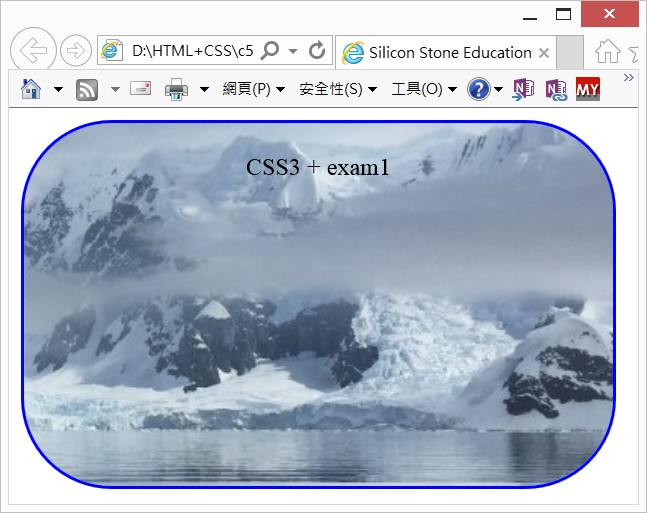 D:\HTML+CSS\c5
Silicon Stone Education
網頁(P) 安全性(S) 工具(O) ? MY
CSS3 + exam1